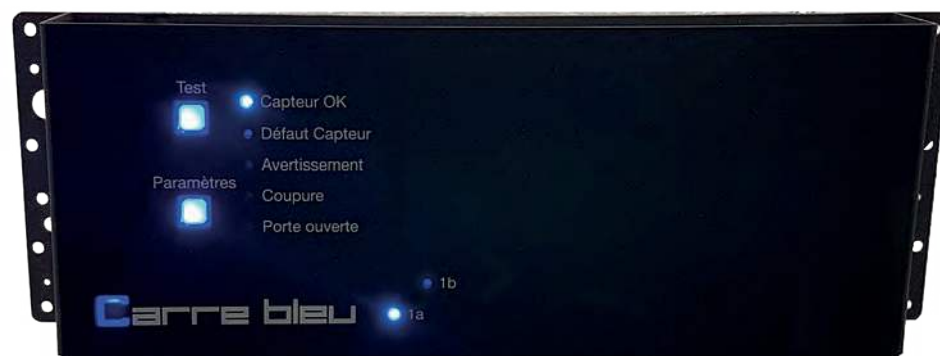 Test
Capteur OK
Défaut Capteur
Avertissement
Paramètres
Coupure
Porte ouverte
1b
Carre bleu
1a